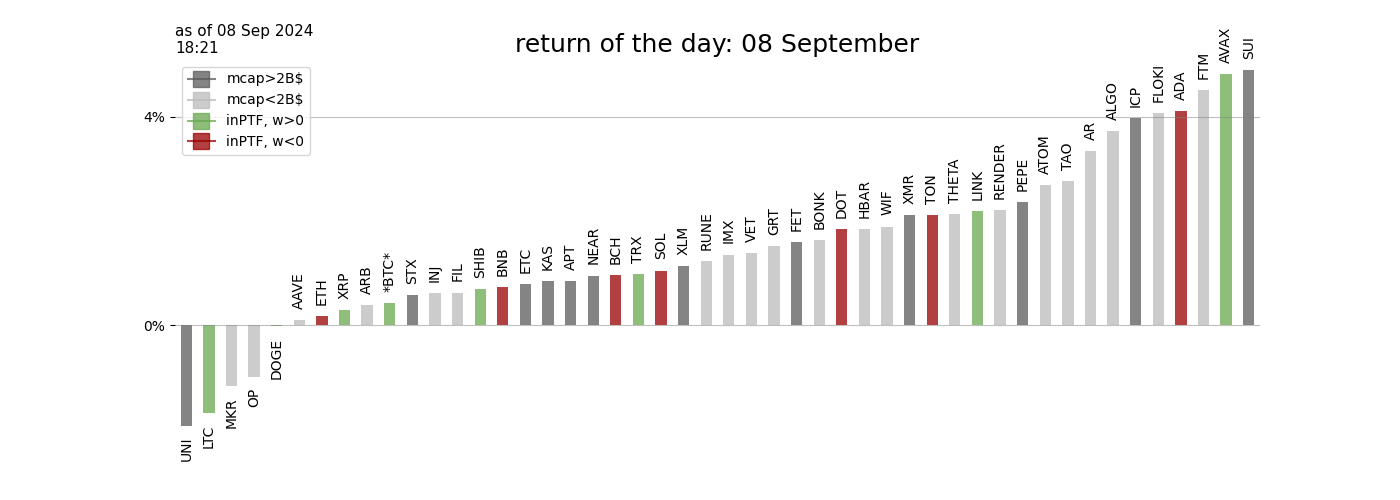 as of 08 Sep 2024
18:21
return of the day: 08 September
mcap>2B$
mcap<2B$
inPTF, w>0
inPTF, w<0
4%
0%
UNI
LTC
MKR
OP
DOGE
AAVE
ETH
XRP
ARB
*BTC*
STX
INJ
FIL
SHIB
BNB
ETC
KAS
APT
NEAR
BCH
TRX
SOL
XLM
RUNE
IMX
VET
GRT
FET
BONK
DOT
HBAR
WIF
XMR
TON
THETA
LINK
RENDER
PEPE
ATOM
TAO
AR
ALGO
ICP
FLOKI
ADA
FTM
AVAX
SUI